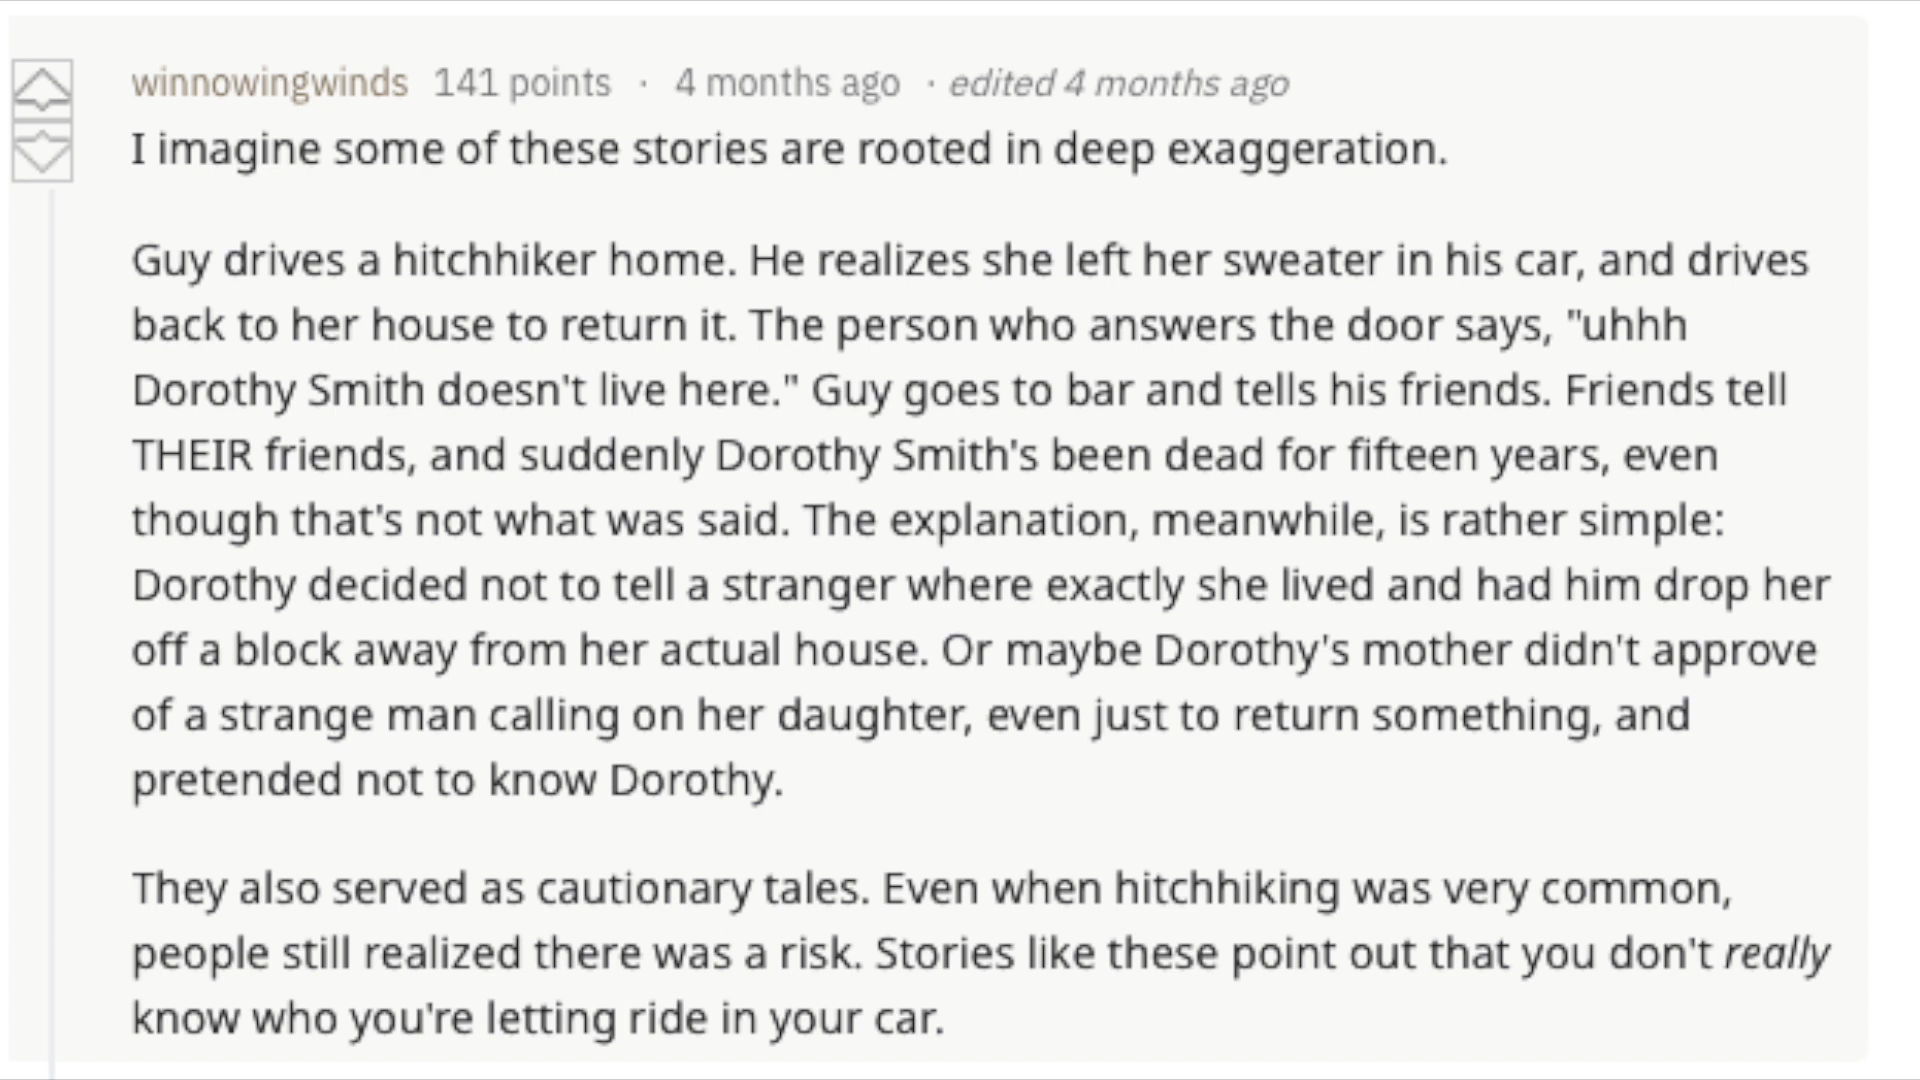 winnowingwinds 141 points · 4 months ago · edited 4 months ago
I imagine some of these stories are rooted in deep exaggeration.
Guy drives a hitchhiker home. He realizes she left her sweater in his car, and drives
back to her house to return it. The person who answers the door says, "uhhh
Dorothy Smith doesn't live here." Guy goes to bar and tells his friends. Friends tell
THEIR friends, and suddenly Dorothy Smith's been dead for fifteen years, even
though that's not what was said. The explanation, meanwhile, is rather simple:
Dorothy decided not to tell a stranger where exactly she lived and had him drop her
off a block away from her actual house. Or maybe Dorothy's mother didn't approve
of a strange man calling on her daughter, even just to return something, and
pretended not to know Dorothy.
They also served as cautionary tales. Even when hitchhiking was very common,
people still realized there was a risk. Stories like these point out that you don't really
know who you're letting ride in your car.